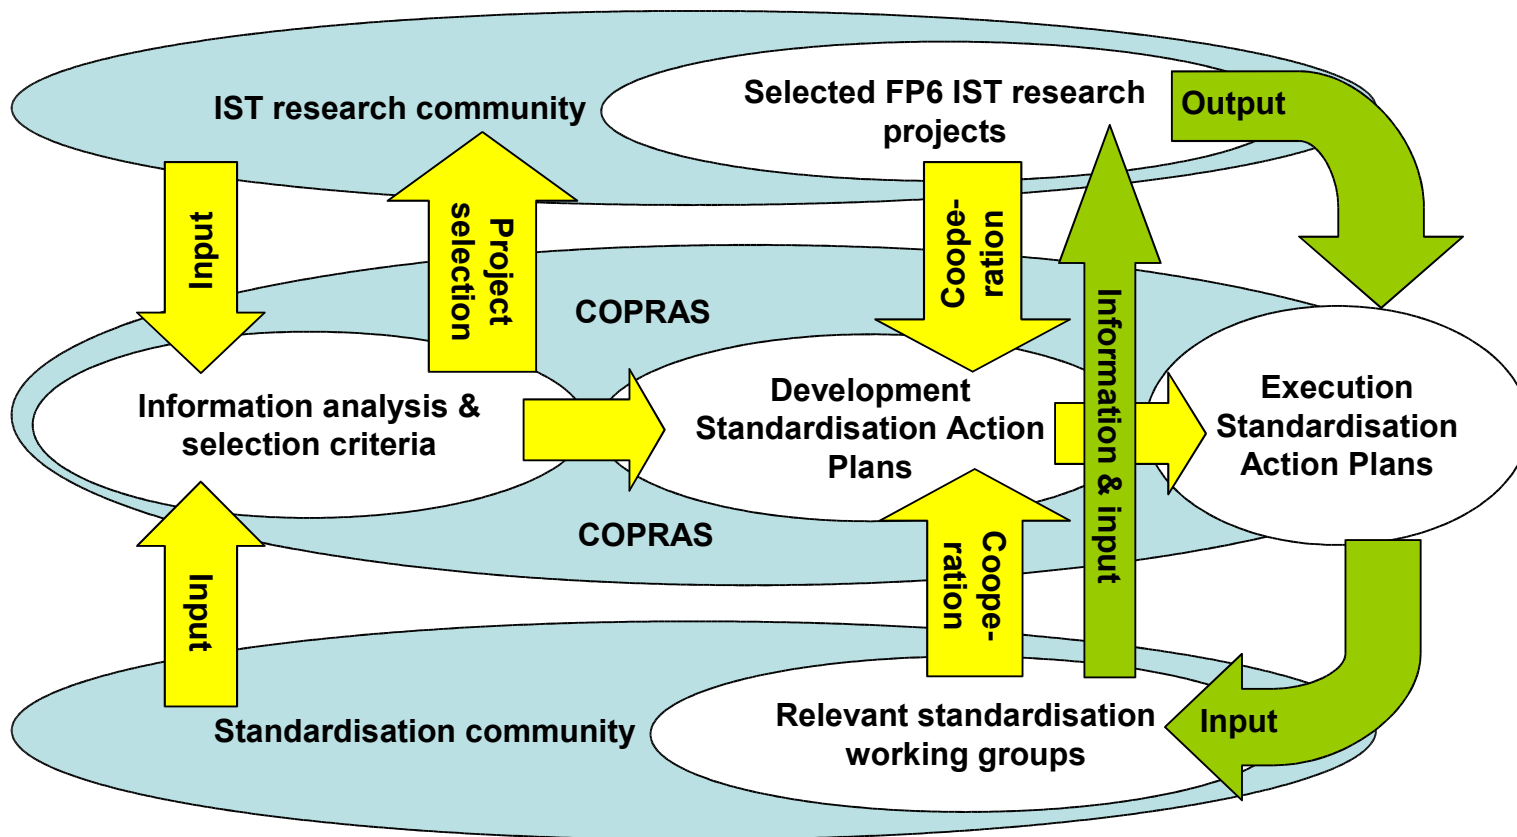 IST research community
Selected FP6 IST research
projects
Output
Input
Project
selection
Coope-
ration
Information & input
COPRAS
Information analysis &
selection criteria
Development
Standardisation Action
Plans
Execution
Standardisation
Action Plans
COPRAS
Input
Coope-
ration
Standardisation community
Relevant standardisation
working groups
Input